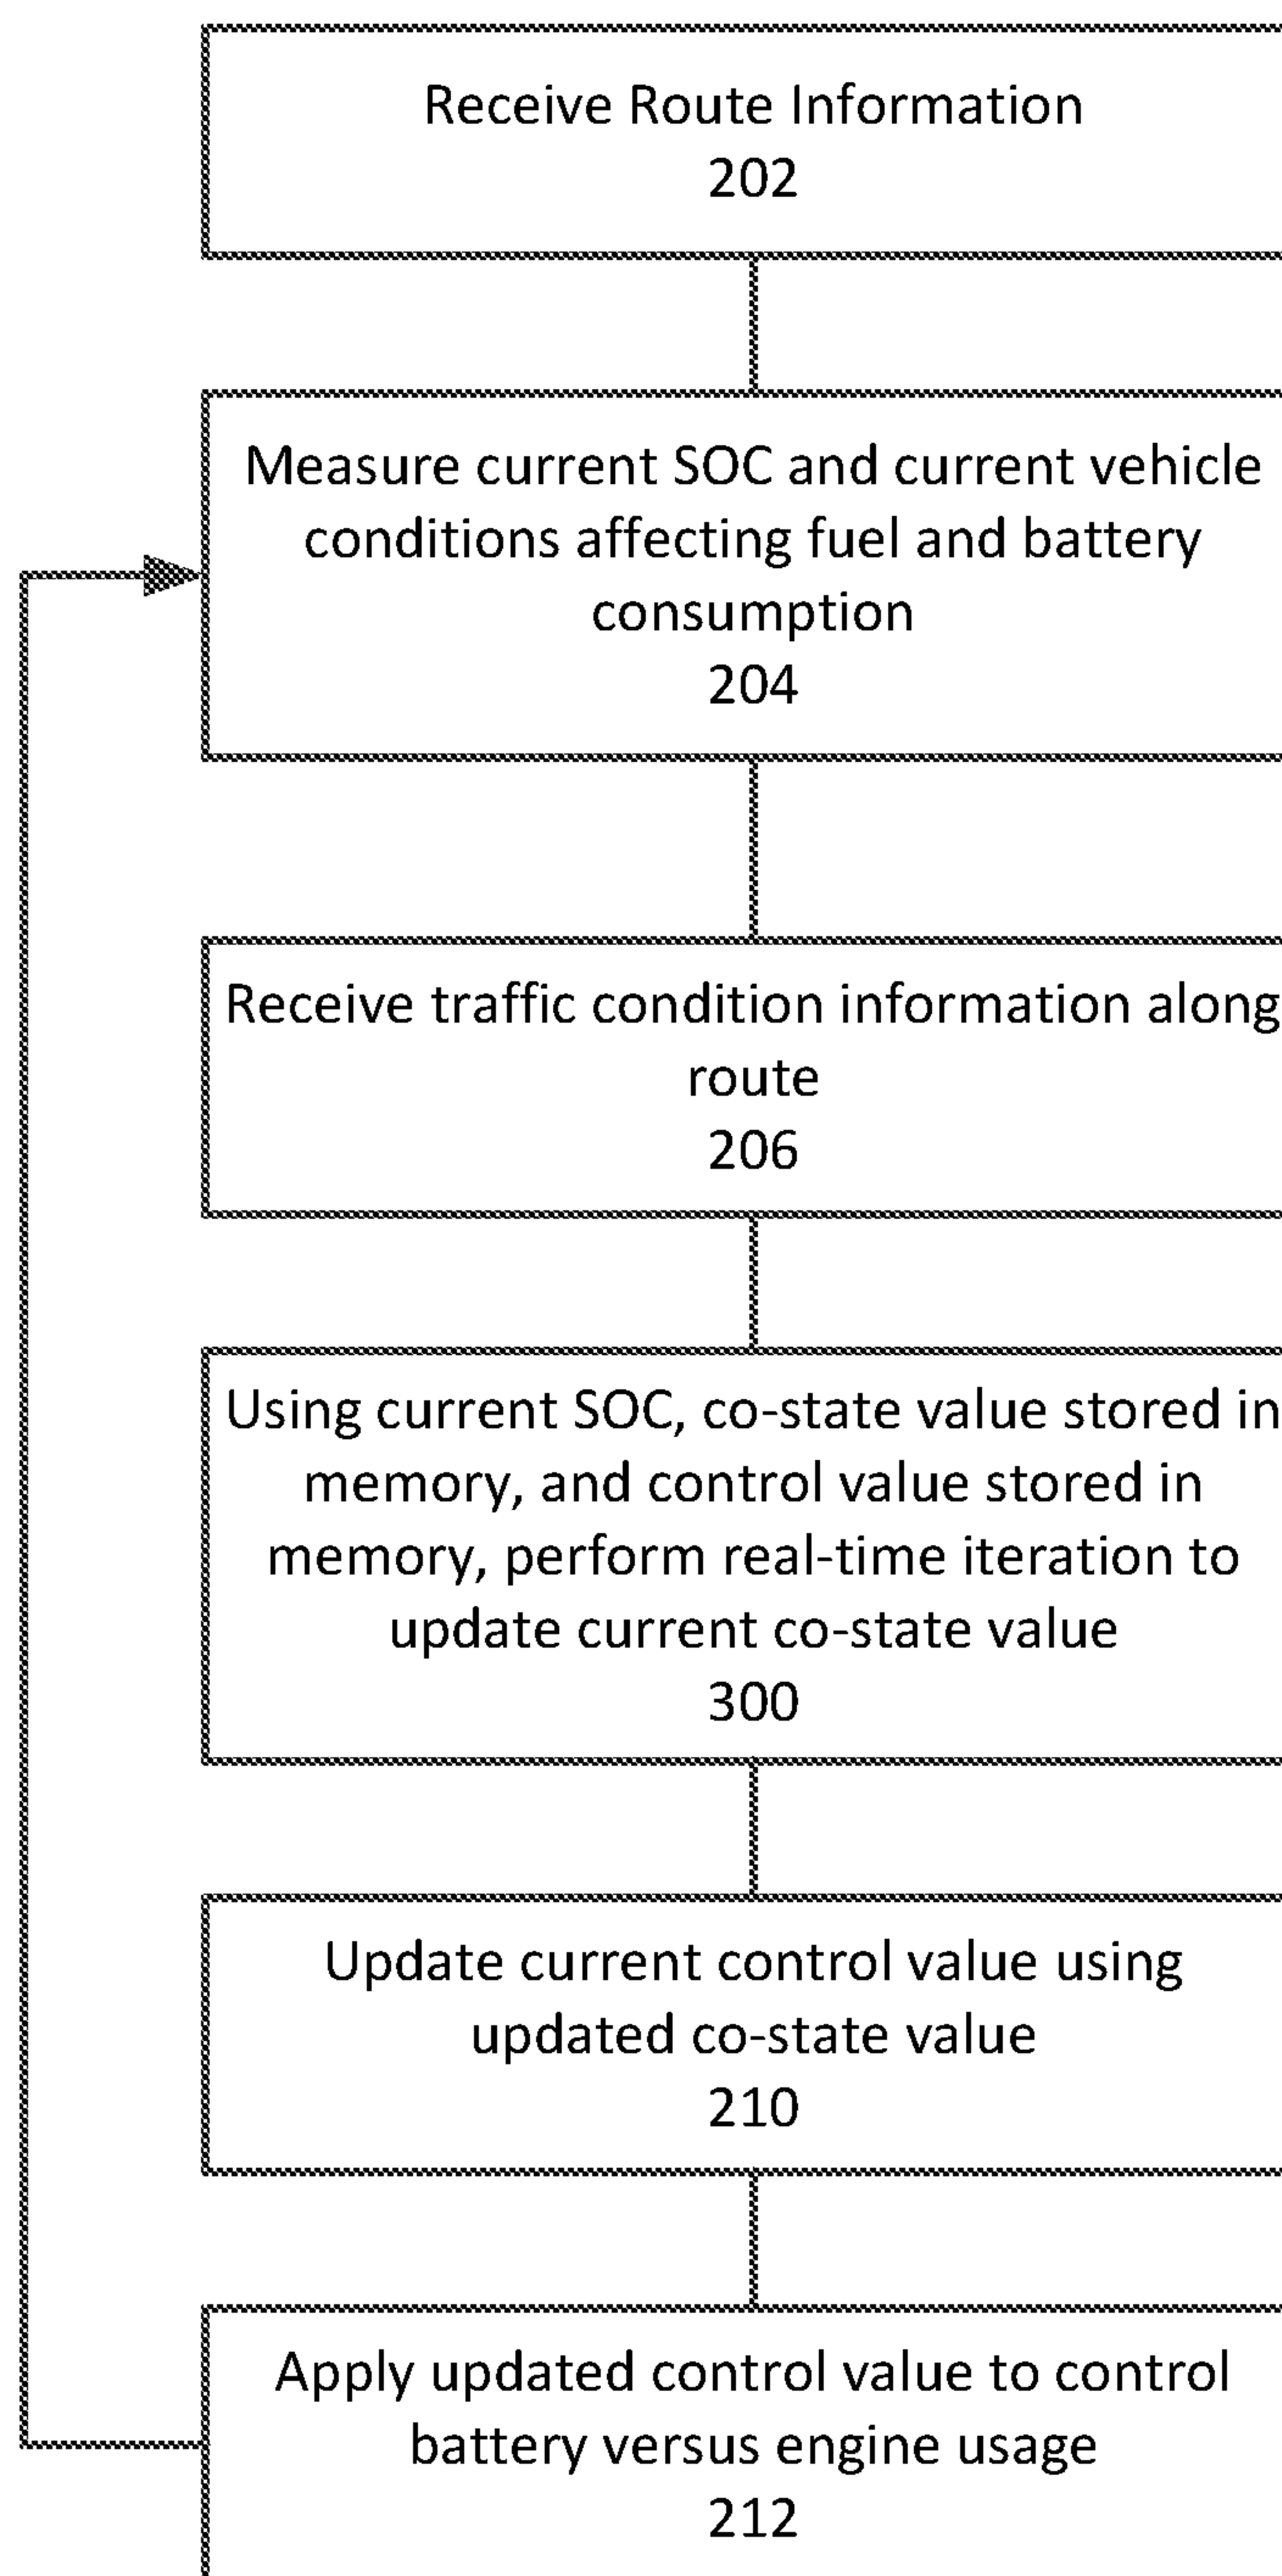 Receive Route Information
202
Measure current SOC and current vehicle
conditions affecting fuel and battery
consumption
204
Receive traffic condition information along
route
206
Using current SOC, co-state value stored in
memory, and control value stored in
memory, perform real-time iteration to
update current co-state value
300
Update current control value using
updated co-state value
210
Apply updated control value to control
battery versus engine usage
212